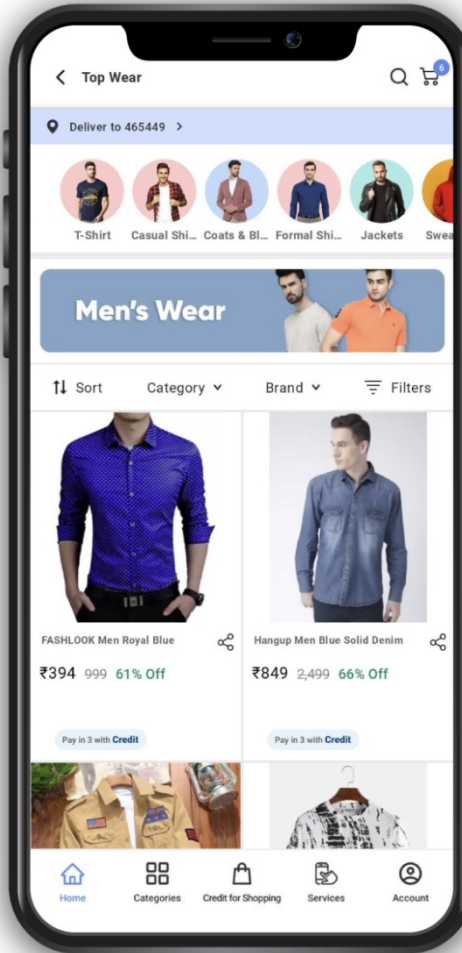 Top Wear
6
Deliver to 465449 >
T-Shirt Casual Shi... Coats & Bl... Formal Shi... Jackets Swea
Men's Wear
Sort Category Brand Filters
FASHLOOK Men Royal Blue
₹394 999 61% Off
Pay in 3 with Credit
Hangup Men Blue Solid Denim
₹849 2,499 66% Off
Pay in 3 with Credit
Home Categories Credit for Shopping Services Account